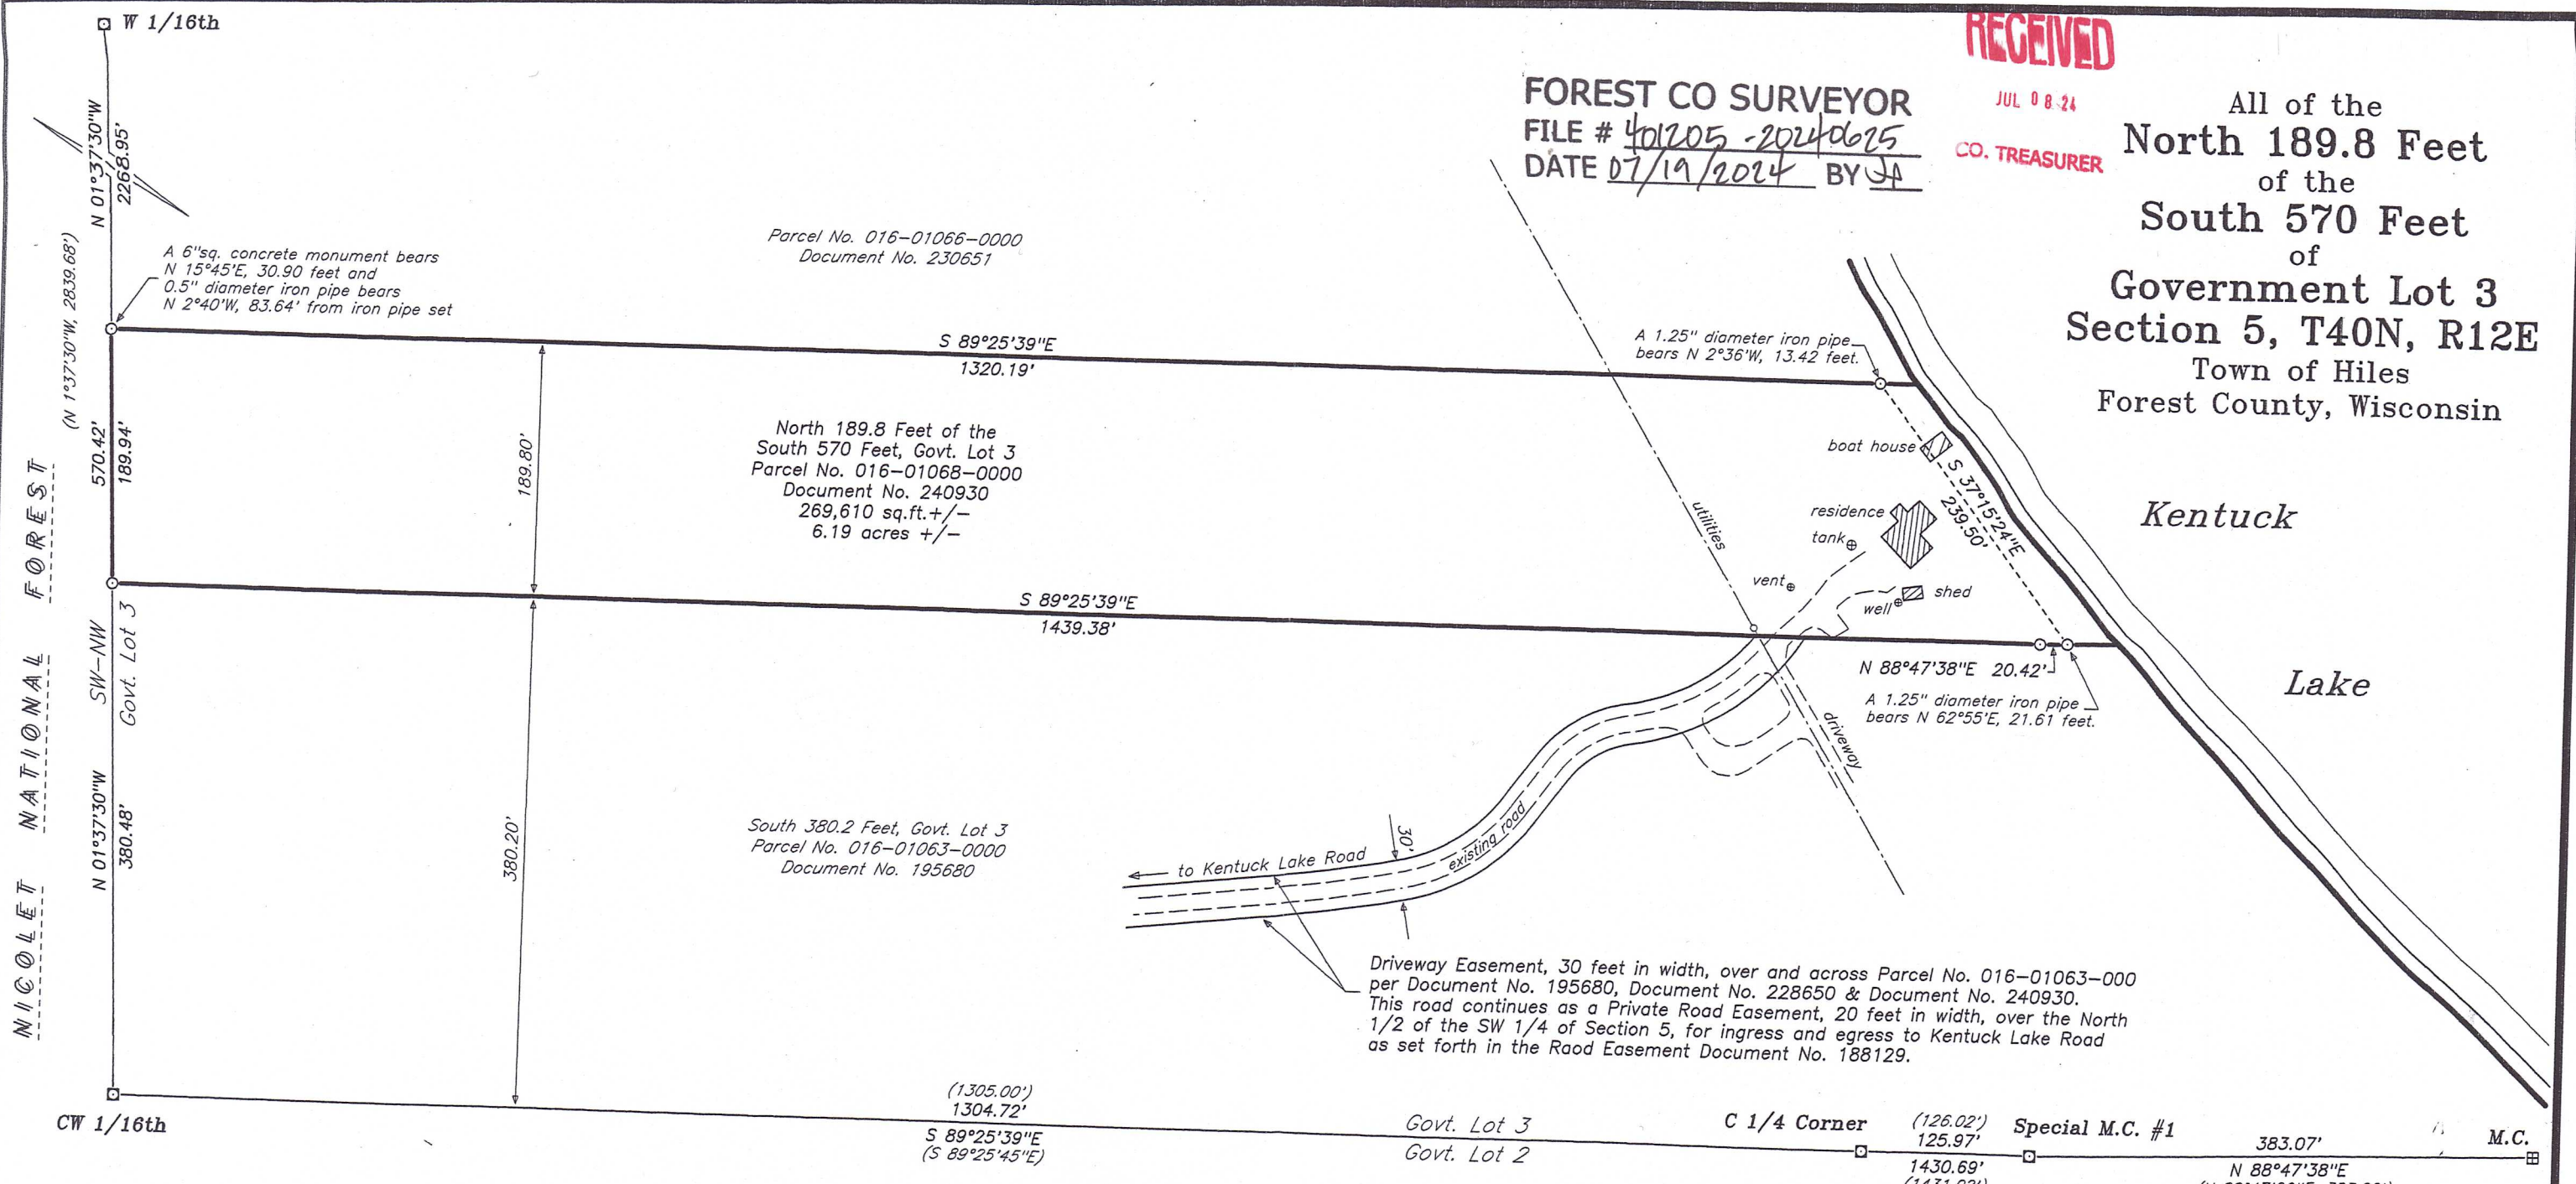 W 1/16th
RECEIVED
JUL 08 24
CO. TREASURER
FOREST CO SURVEYOR
FILE # 401205-20240625
DATE 07/19/2024 BY JP
All of the
North 189.8 Feet
of the
South 570 Feet
of
Government Lot 3
Section 5, T40N, R12E
Town of Hiles
Forest County, Wisconsin
N 01°37'30"W
2268.95'
(N 1°37'30"W, 2839.68')
A 6"sq. concrete monument bears
N 15°45'E, 30.90 feet and
0.5" diameter iron pipe bears
N 2°40'W, 83.64' from iron pipe set
Parcel No. 016-01066-0000
Document No. 230651
S 89°25'39"E
1320.19'
A 1.25" diameter iron pipe
bears N 2°36'W, 13.42 feet.
570.42'
189.94'
189.80'
North 189.8 Feet of the
South 570 Feet, Govt. Lot 3
Parcel No. 016-01068-0000
Document No. 240930
269,610 sq.ft.+/-
6.19 acres +/-
utilities
boat house
S 37°15'24"E
239.50'
residence
tank
vent
well
shed
Kentuck
Lake
NICOLET NATIONAL FOREST
SW-NW
Govt. Lot 3
S 89°25'39"E
1439.38'
N 88°47'38"E 20.42'
A 1.25" diameter iron pipe
bears N 62°55'E, 21.61 feet.
driveway
N 01°37'30"W
380.48'
380.20'
South 380.2 Feet, Govt. Lot 3
Parcel No. 016-01063-0000
Document No. 195680
to Kentuck Lake Road
30'
existing road
Driveway Easement, 30 feet in width, over and across Parcel No. 016-01063-000
per Document No. 195680, Document No. 228650 & Document No. 240930.
This road continues as a Private Road Easement, 20 feet in width, over the North
1/2 of the SW 1/4 of Section 5, for ingress and egress to Kentuck Lake Road
as set forth in the Raod Easement Document No. 188129.
CW 1/16th
(1305.00')
1304.72'
S 89°25'39"E
(S 89°25'45"E)
Govt. Lot 3
Govt. Lot 2
C 1/4 Corner
(126.02')
125.97'
1430.69'
Special M.C. #1
383.07'
N 88°47'38"E
M.C.